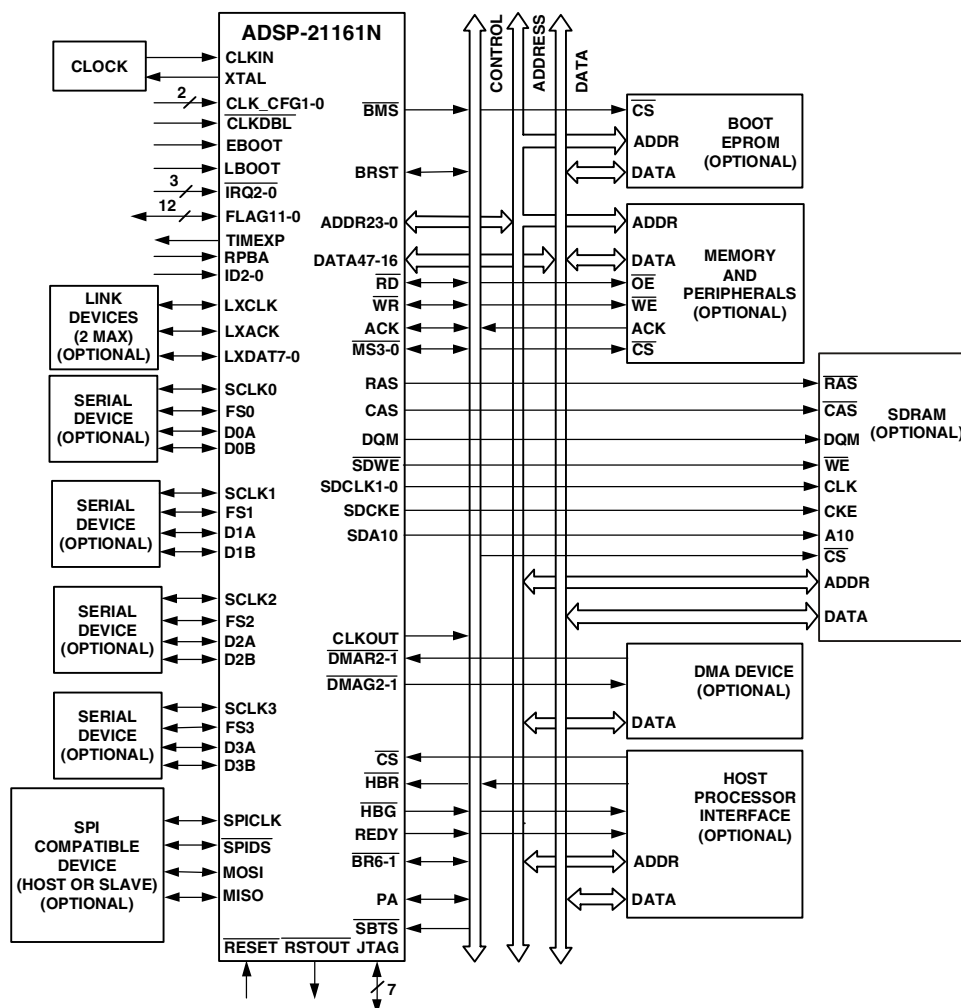 ADSP-21161N
CLOCK
CLKIN
XTAL
2
CLK_CFG1-0
CLKDBL
EBOOT
LBOOT
3
IRQ2-0
12
FLAG11-0
TIMEXP
RPBA
ID2-0
LINK
DEVICES
(2 MAX)
(OPTIONAL)
LXCLK
LXACK
LXDAT7-0
SERIAL
DEVICE
(OPTIONAL)
SCLK0
FS0
D0A
D0B
SERIAL
DEVICE
(OPTIONAL)
SCLK1
FS1
D1A
D1B
SERIAL
DEVICE
(OPTIONAL)
SCLK2
FS2
D2A
D2B
SERIAL
DEVICE
(OPTIONAL)
SCLK3
FS3
D3A
D3B
SPI
COMPATIBLE
DEVICE
(HOST OR SLAVE)
(OPTIONAL)
SPICLK
SPIDS
MOSI
MISO
RESET RSTOUT JTAG
7
BMS
BRST
ADDR23-0
DATA47-16
RD
WR
ACK
MS3-0
RAS
CAS
DQM
SDWE
SDCLK1-0
SDCKE
SDA10
CLKOUT
DMAR2-1
DMAG2-1
CS
HBR
HBG
REDY
BR6-1
PA
SBTS
CONTROL
ADDRESS
DATA
CS
ADDR
DATA
BOOT
EPROM
(OPTIONAL)
ADDR
DATA
OE
WE
ACK
CS
MEMORY
AND
PERIPHERALS
(OPTIONAL)
RAS
CAS
DQM
WE
CLK
CKE
A10
CS
ADDR
DATA
SDRAM
(OPTIONAL)
DMA DEVICE
(OPTIONAL)
DATA
HOST
PROCESSOR
INTERFACE
(OPTIONAL)
ADDR
DATA